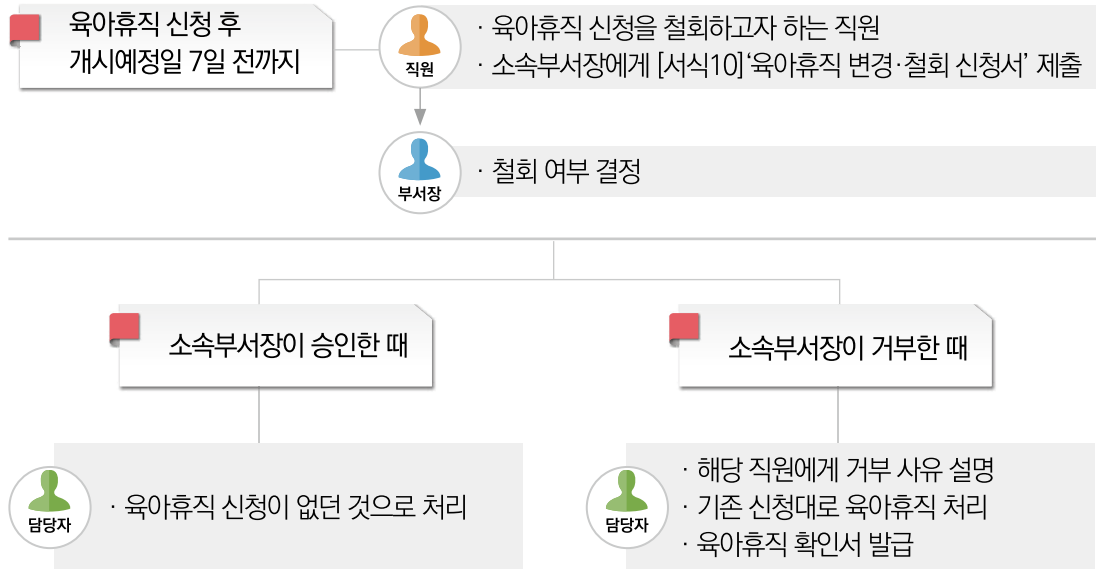 육아휴직 신청 후
개시예정일 7일 전까지
직원
· 육아휴직 신청을 철회하고자 하는 직원
· 소속부서장에게 [서식10] ‘육아휴직 변경·철회 신청서’ 제출
부서장
· 철회 여부 결정
소속부서장이 승인한 때
소속부서장이 거부한 때
담당자
· 육아휴직 신청이 없던 것으로 처리
담당자
· 해당 직원에게 거부 사유 설명
· 기존 신청대로 육아휴직 처리
· 육아휴직 확인서 발급